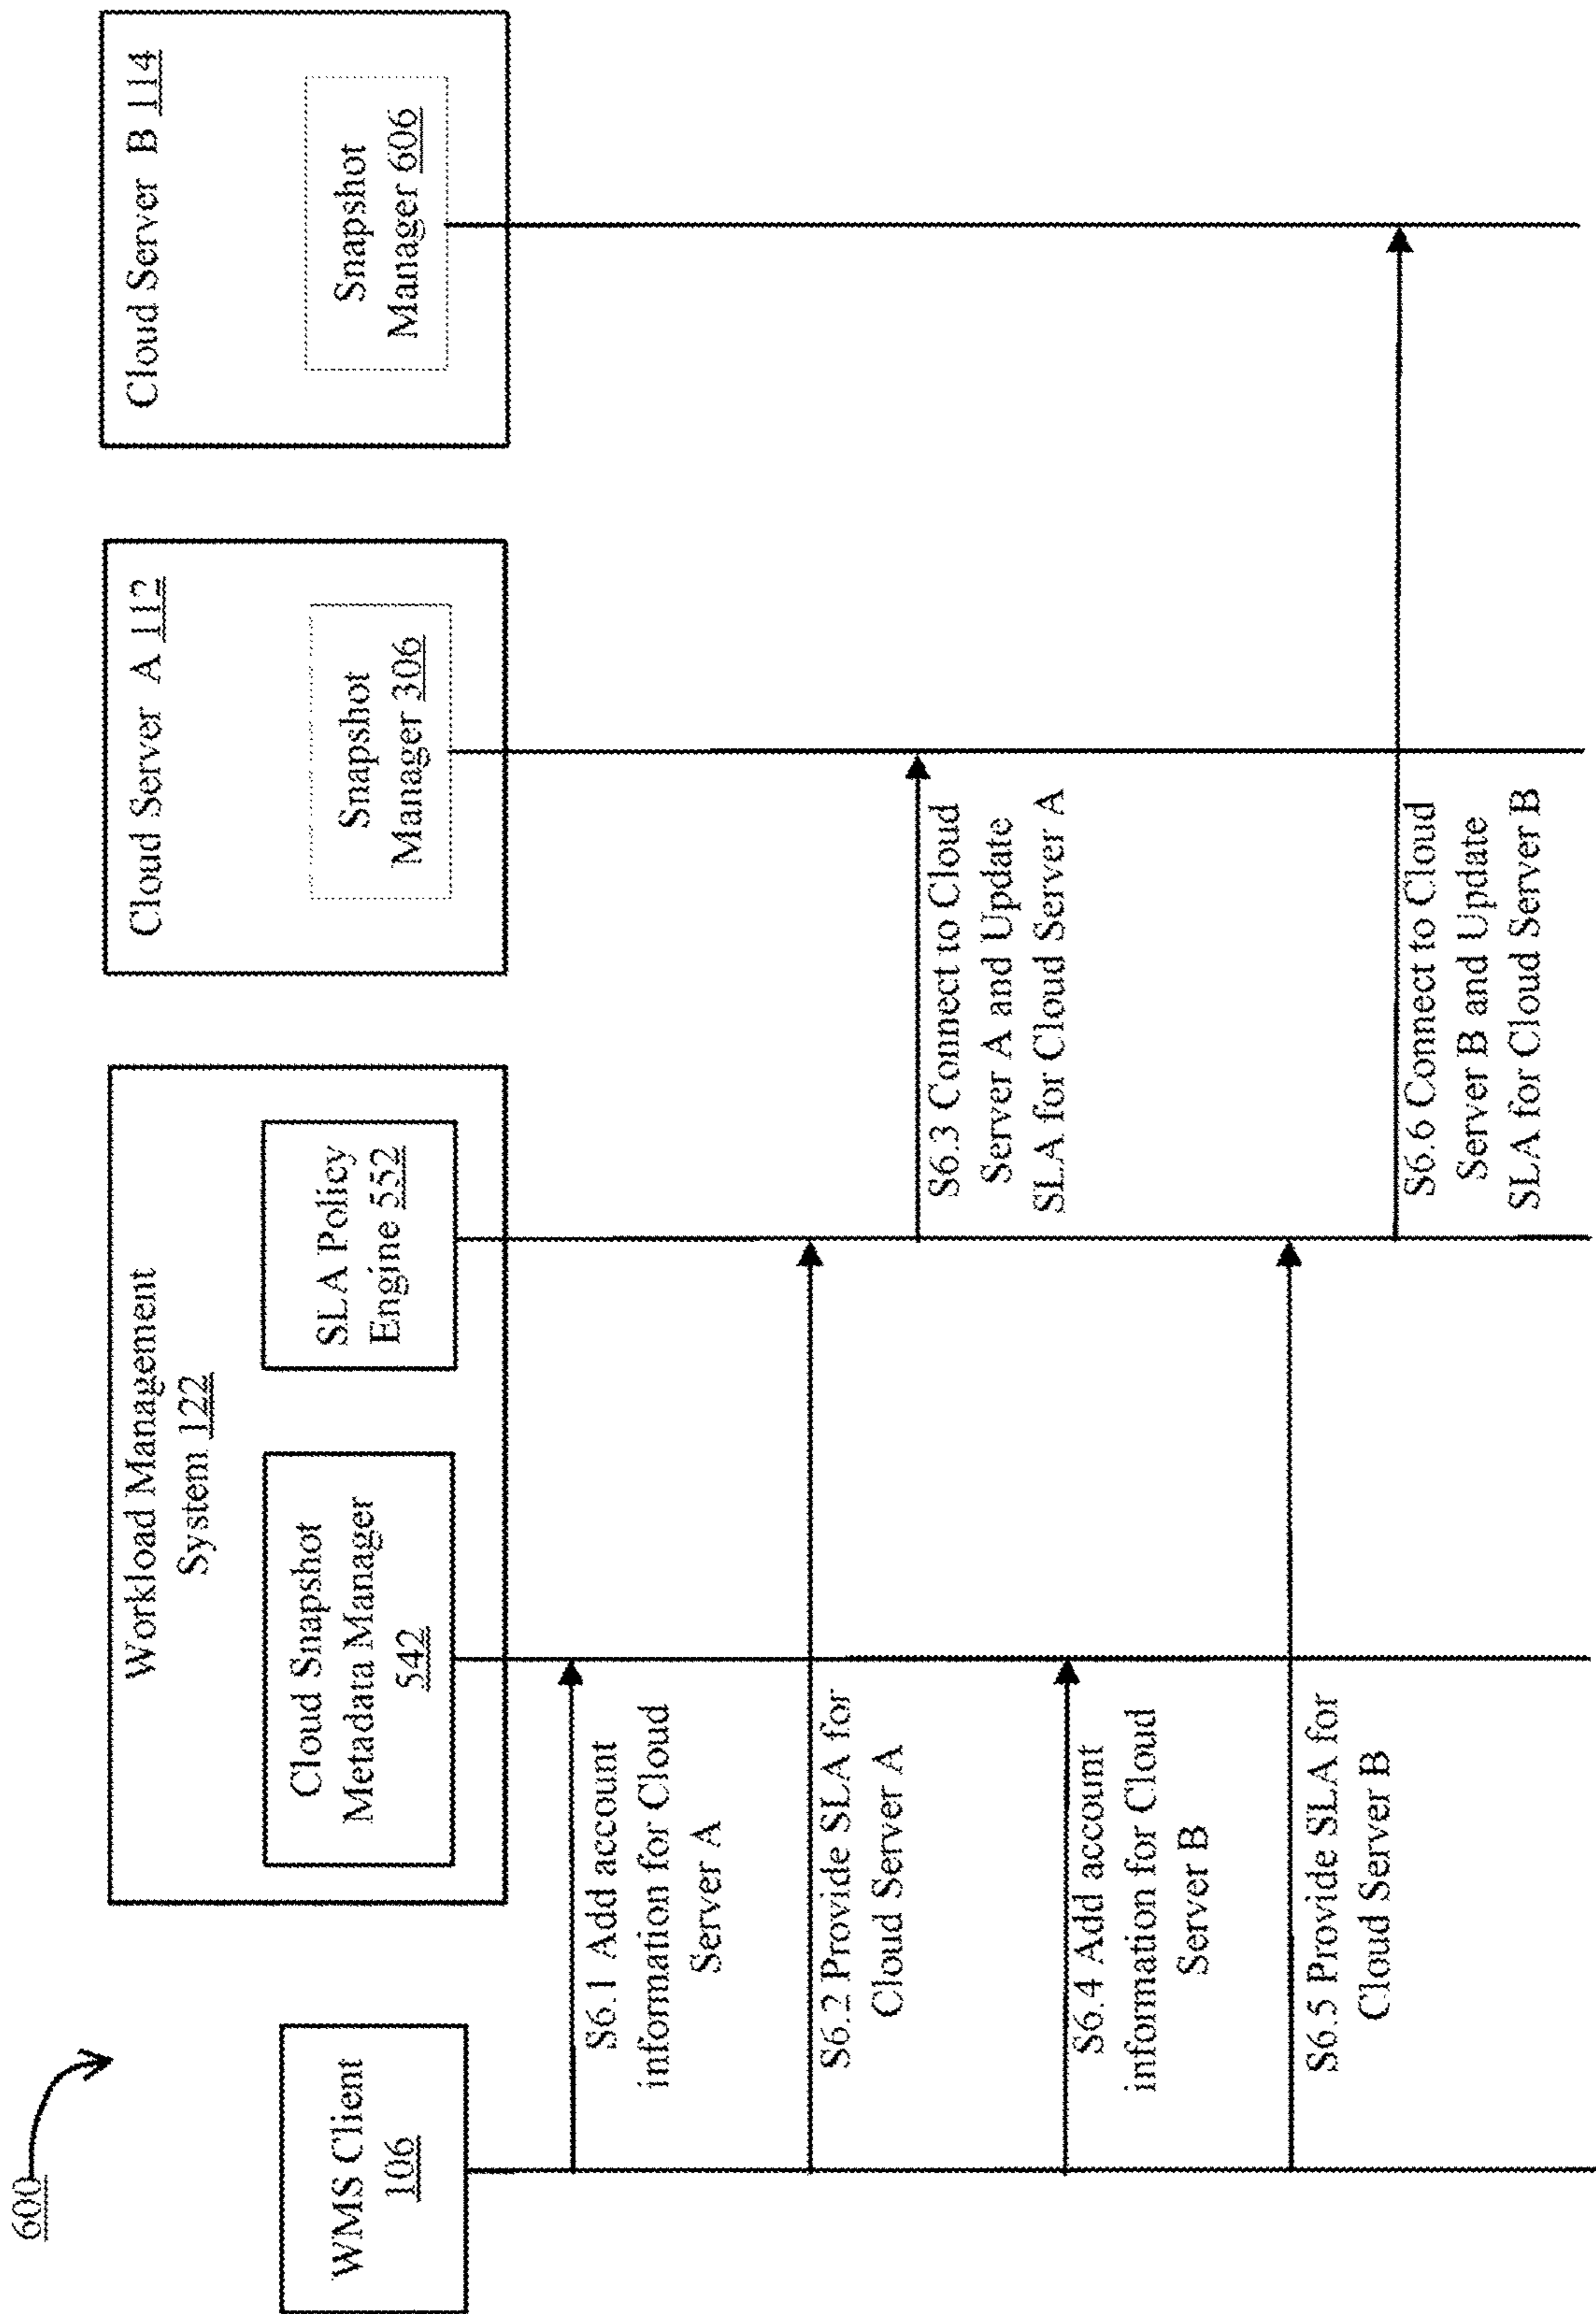 600
WMS Client
106
Workload Management
System 122
Cloud Snapshot
Metadata Manager
542
SLA Policy
Engine 552
Cloud Server A 112
Snapshot
Manager 306
Cloud Server B 114
Snapshot
Manager 606
S6.1 Add account
information for Cloud
Server A
S6.2 Provide SLA for
Cloud Server A
S6.3 Connect to Cloud
Server A and Update
SLA for Cloud Server A
S6.4 Add account
information for Cloud
Server B
S6.5 Provide SLA for
Cloud Server B
S6.6 Connect to Cloud
Server B and Update
SLA for Cloud Server B